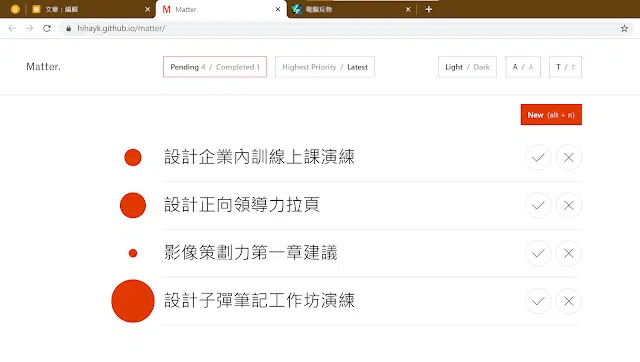 文章：編輯
Matter.
電腦玩物
hihayk.github.io/matter/
Matter.
Pending 4 / Completed 1
Highest Priority / Latest
Light / Dark
A / A
T / T
New (alt + n)
設計企業內訓線上課演練
設計正向領導力拉頁
影像策劃力第一章建議
設計子彈筆記工作坊演練